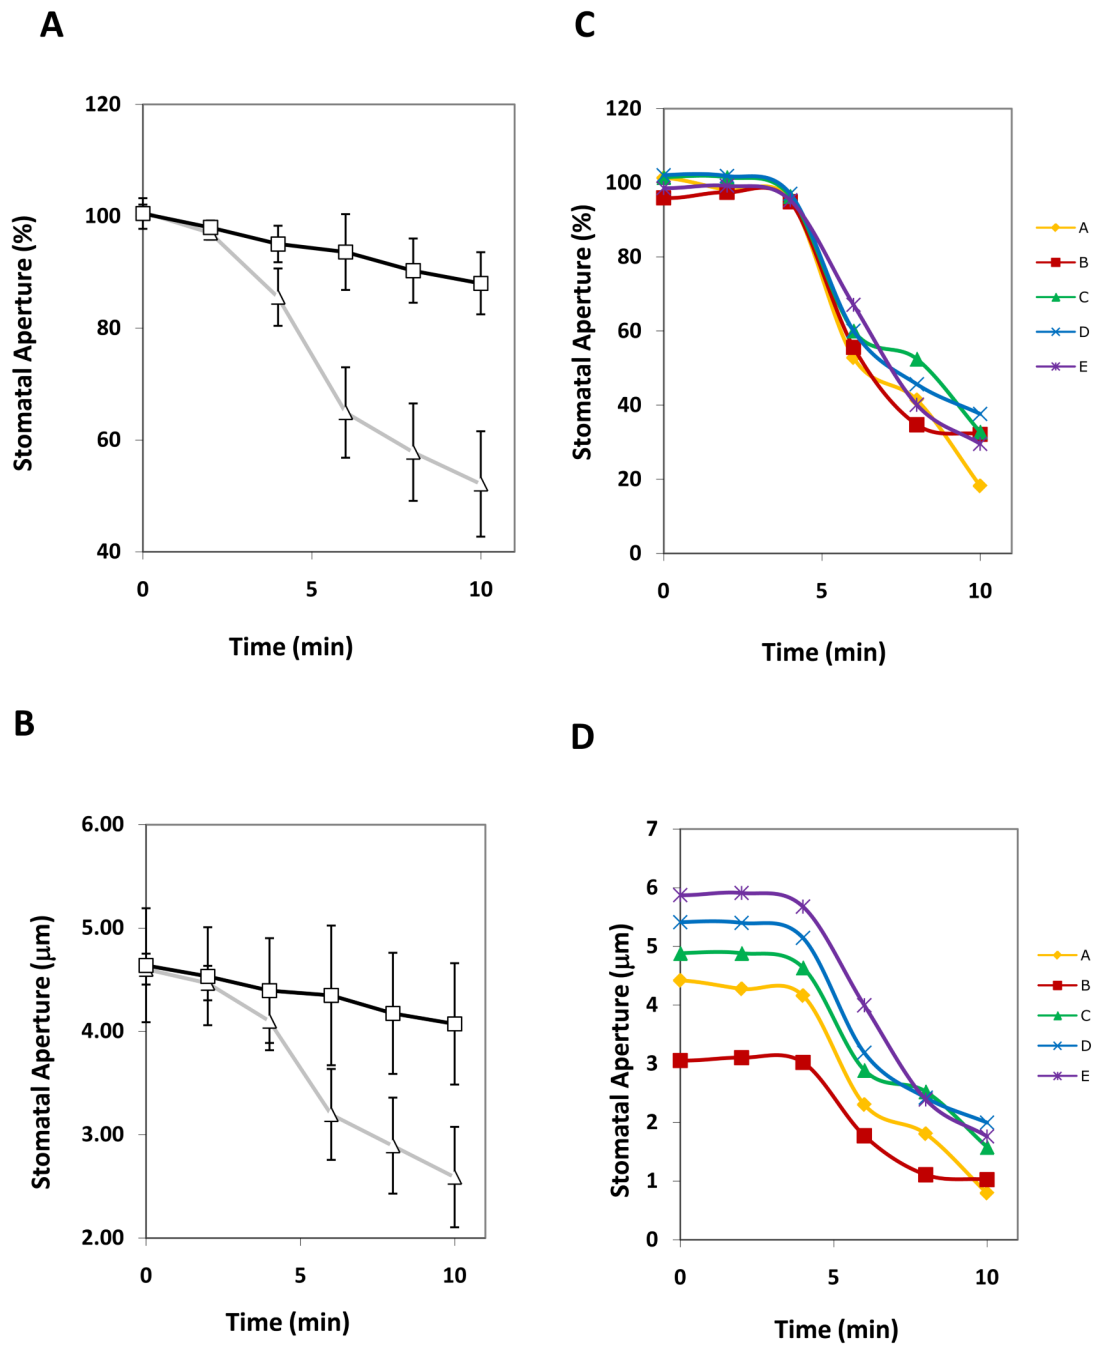 A
120
100
80
60
40
0
5
10
Stomatal Aperture (%)
Time (min)
C
120
100
80
60
40
20
0
0
5
10
Stomatal Aperture (%)
Time (min)
A
B
C
D
E
B
6.00
5.00
4.00
3.00
2.00
0
5
10
Stomatal Aperture (μm)
Time (min)
D
7
6
5
4
3
2
1
0
0
5
10
Stomatal Aperture (μm)
Time (min)
A
B
C
D
E